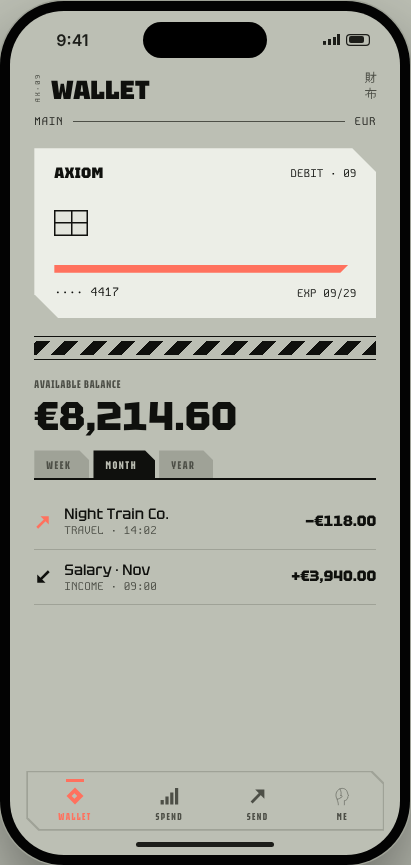 9:41
AX·09
WALLET
財布
MAIN
EUR
AXIOM
DEBIT · 09
···· 4417
EXP 09/29
AVAILABLE BALANCE
€8,214.60
WEEK
MONTH
YEAR
Night Train Co.
TRAVEL · 14:02
−€118.00
Salary · Nov
INCOME · 09:00
+€3,940.00
WALLET
SPEND
SEND
ME